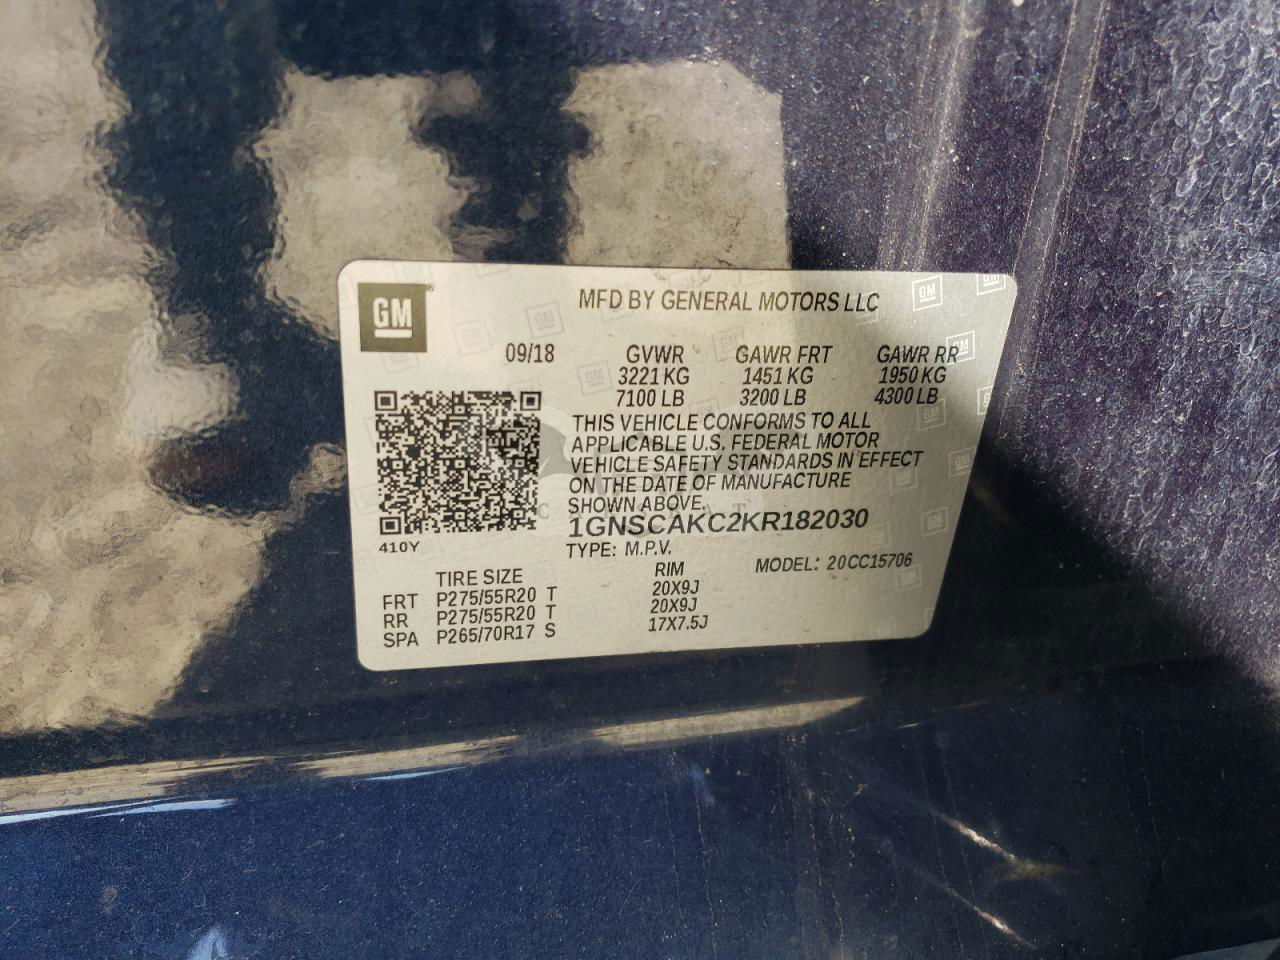 GM
MFD BY GENERAL MOTORS LLC
09/18 GVWR GAWR FRT GAWR RR
3221 KG 1451 KG 1950 KG
7100 LB 3200 LB 4300 LB
THIS VEHICLE CONFORMS TO ALL
APPLICABLE U.S. FEDERAL MOTOR
VEHICLE SAFETY STANDARDS IN EFFECT
ON THE DATE OF MANUFACTURE
SHOWN ABOVE.
1GNSCAKC2KR182030
410Y
TYPE: M.P.V. MODEL: 20CC15706
TIRE SIZE RIM
FRT P275/55R20 T 20X9J
RR P275/55R20 T 20X9J
SPA P265/70R17 S 17X7.5J